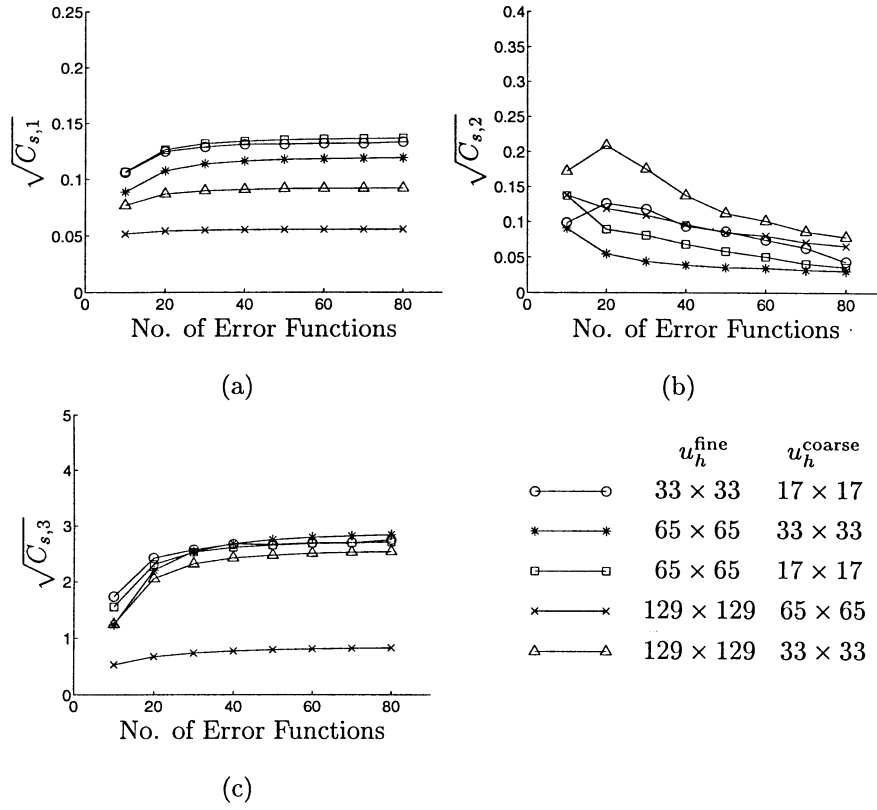 0.25
0.2
0.15
0.1
0.05
0
√C_{s,1}
0 20 40 60 80
No. of Error Functions
(a)
0.4
0.35
0.3
0.25
0.2
0.15
0.1
0.05
0
√C_{s,2}
0 20 40 60 80
No. of Error Functions
(b)
5
4
3
2
1
0
√C_{s,3}
0 20 40 60 80
No. of Error Functions
(c)
u_h^{fine} u_h^{coarse}
33 × 33 17 × 17
65 × 65 33 × 33
65 × 65 17 × 17
129 × 129 65 × 65
129 × 129 33 × 33